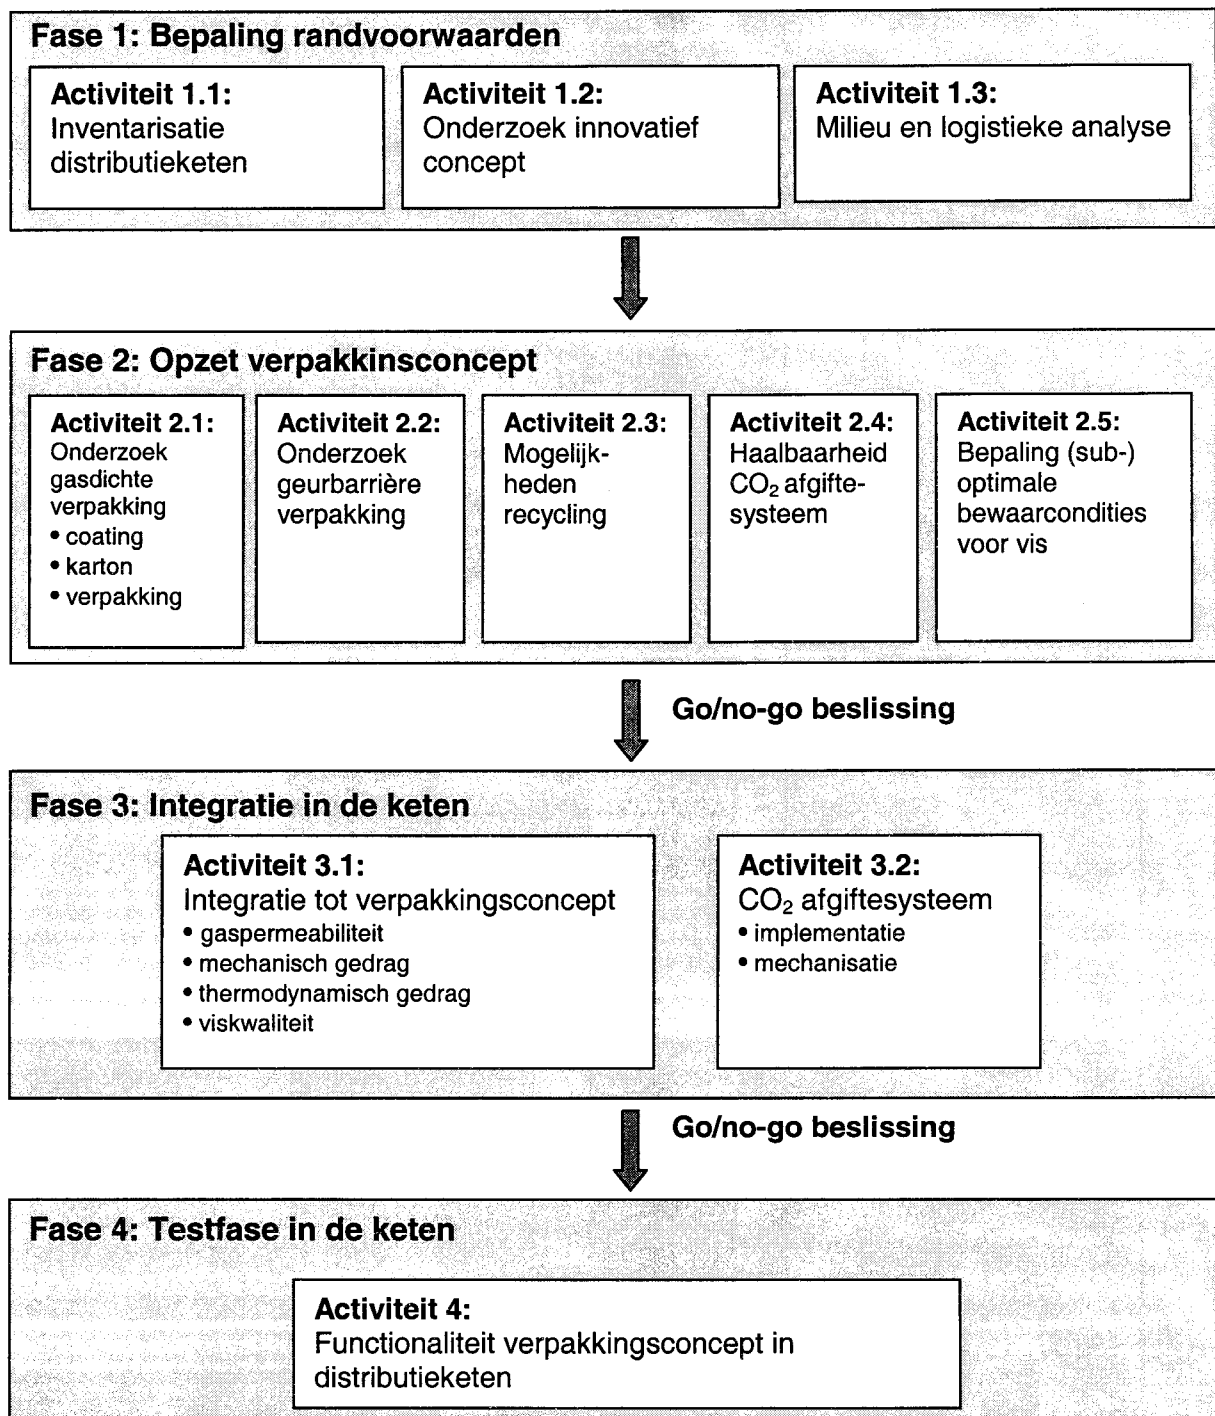 Fase 1: Bepaling randvoorwaarden
Activiteit 1.1:
Inventarisatie
distributieketen
Activiteit 1.2:
Onderzoek innovatief
concept
Activiteit 1.3:
Milieu en logistieke analyse
Fase 2: Opzet verpakkinsconcept
Activiteit 2.1:
Onderzoek
gasdichte
verpakking
• coating
• karton
• verpakking
Activiteit 2.2:
Onderzoek
geurbarrière
verpakking
Activiteit 2.3:
Mogelijk-
heden
recycling
Activiteit 2.4:
Haalbaarheid
CO₂ afgifte-
systeem
Activiteit 2.5:
Bepaling (sub-)
optimale
bewaarcondities
voor vis
Go/no-go beslissing
Fase 3: Integratie in de keten
Activiteit 3.1:
Integratie tot verpakkingsconcept
• gaspermeabiliteit
• mechanisch gedrag
• thermodynamisch gedrag
• viskwaliteit
Activiteit 3.2:
CO₂ afgiftesysteem
• implementatie
• mechanisatie
Go/no-go beslissing
Fase 4: Testfase in de keten
Activiteit 4:
Functionaliteit verpakkingsconcept in
distributieketen